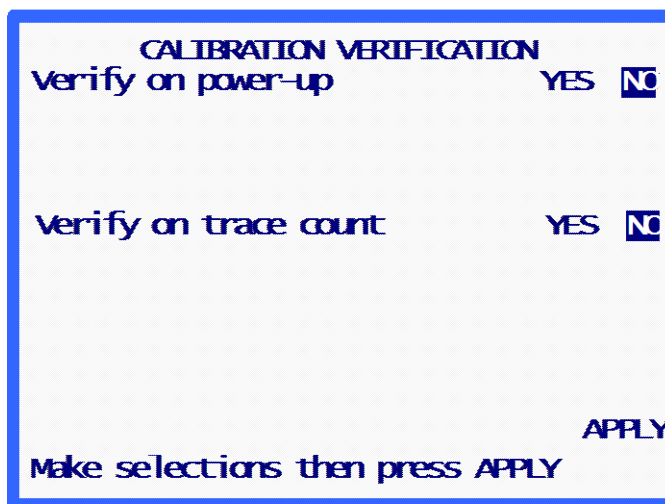 CALIBRATION VERIFICATION
Verify on power-up YES NO
Verify on trace count YES NO
APPLY
Make selections then press APPLY